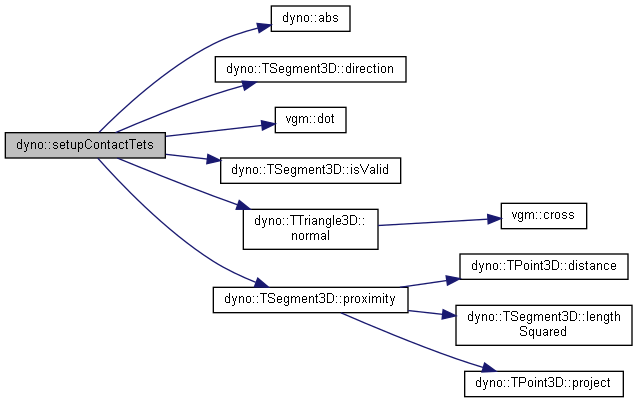 dyno::setupContactTets
dyno::abs
dyno::TSegment3D::direction
vgm::dot
dyno::TSegment3D::isValid
dyno::TTriangle3D::
normal
vgm::cross
dyno::TSegment3D::proximity
dyno::TPoint3D::distance
dyno::TSegment3D::length
Squared
dyno::TPoint3D::project